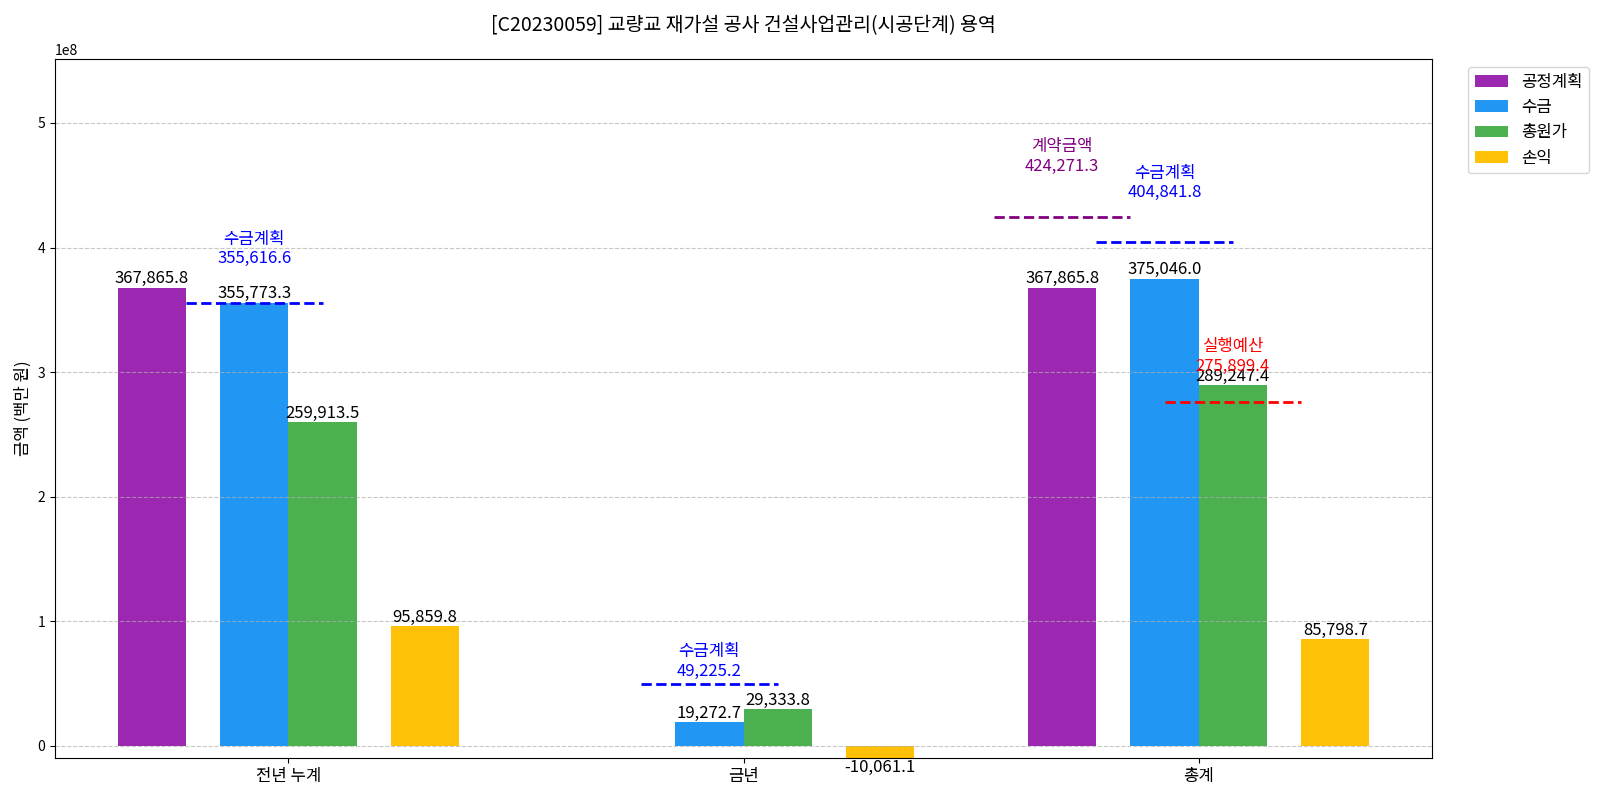 [C20230059] 교량교 재가설 공사 건설사업관리(시공단계) 용역
1e8
공정계획
수금
총원가
손익
금액 (백만 원)
5
4
3
2
1
0
수금계획
355,616.6
367,865.8
355,773.3
259,913.5
95,859.8
수금계획
49,225.2
19,272.7
29,333.8
-10,061.1
계약금액
424,271.3
수금계획
404,841.8
367,865.8
375,046.0
실행예산
275,899.4
289,247.4
85,798.7
전년 누계
금년
총계